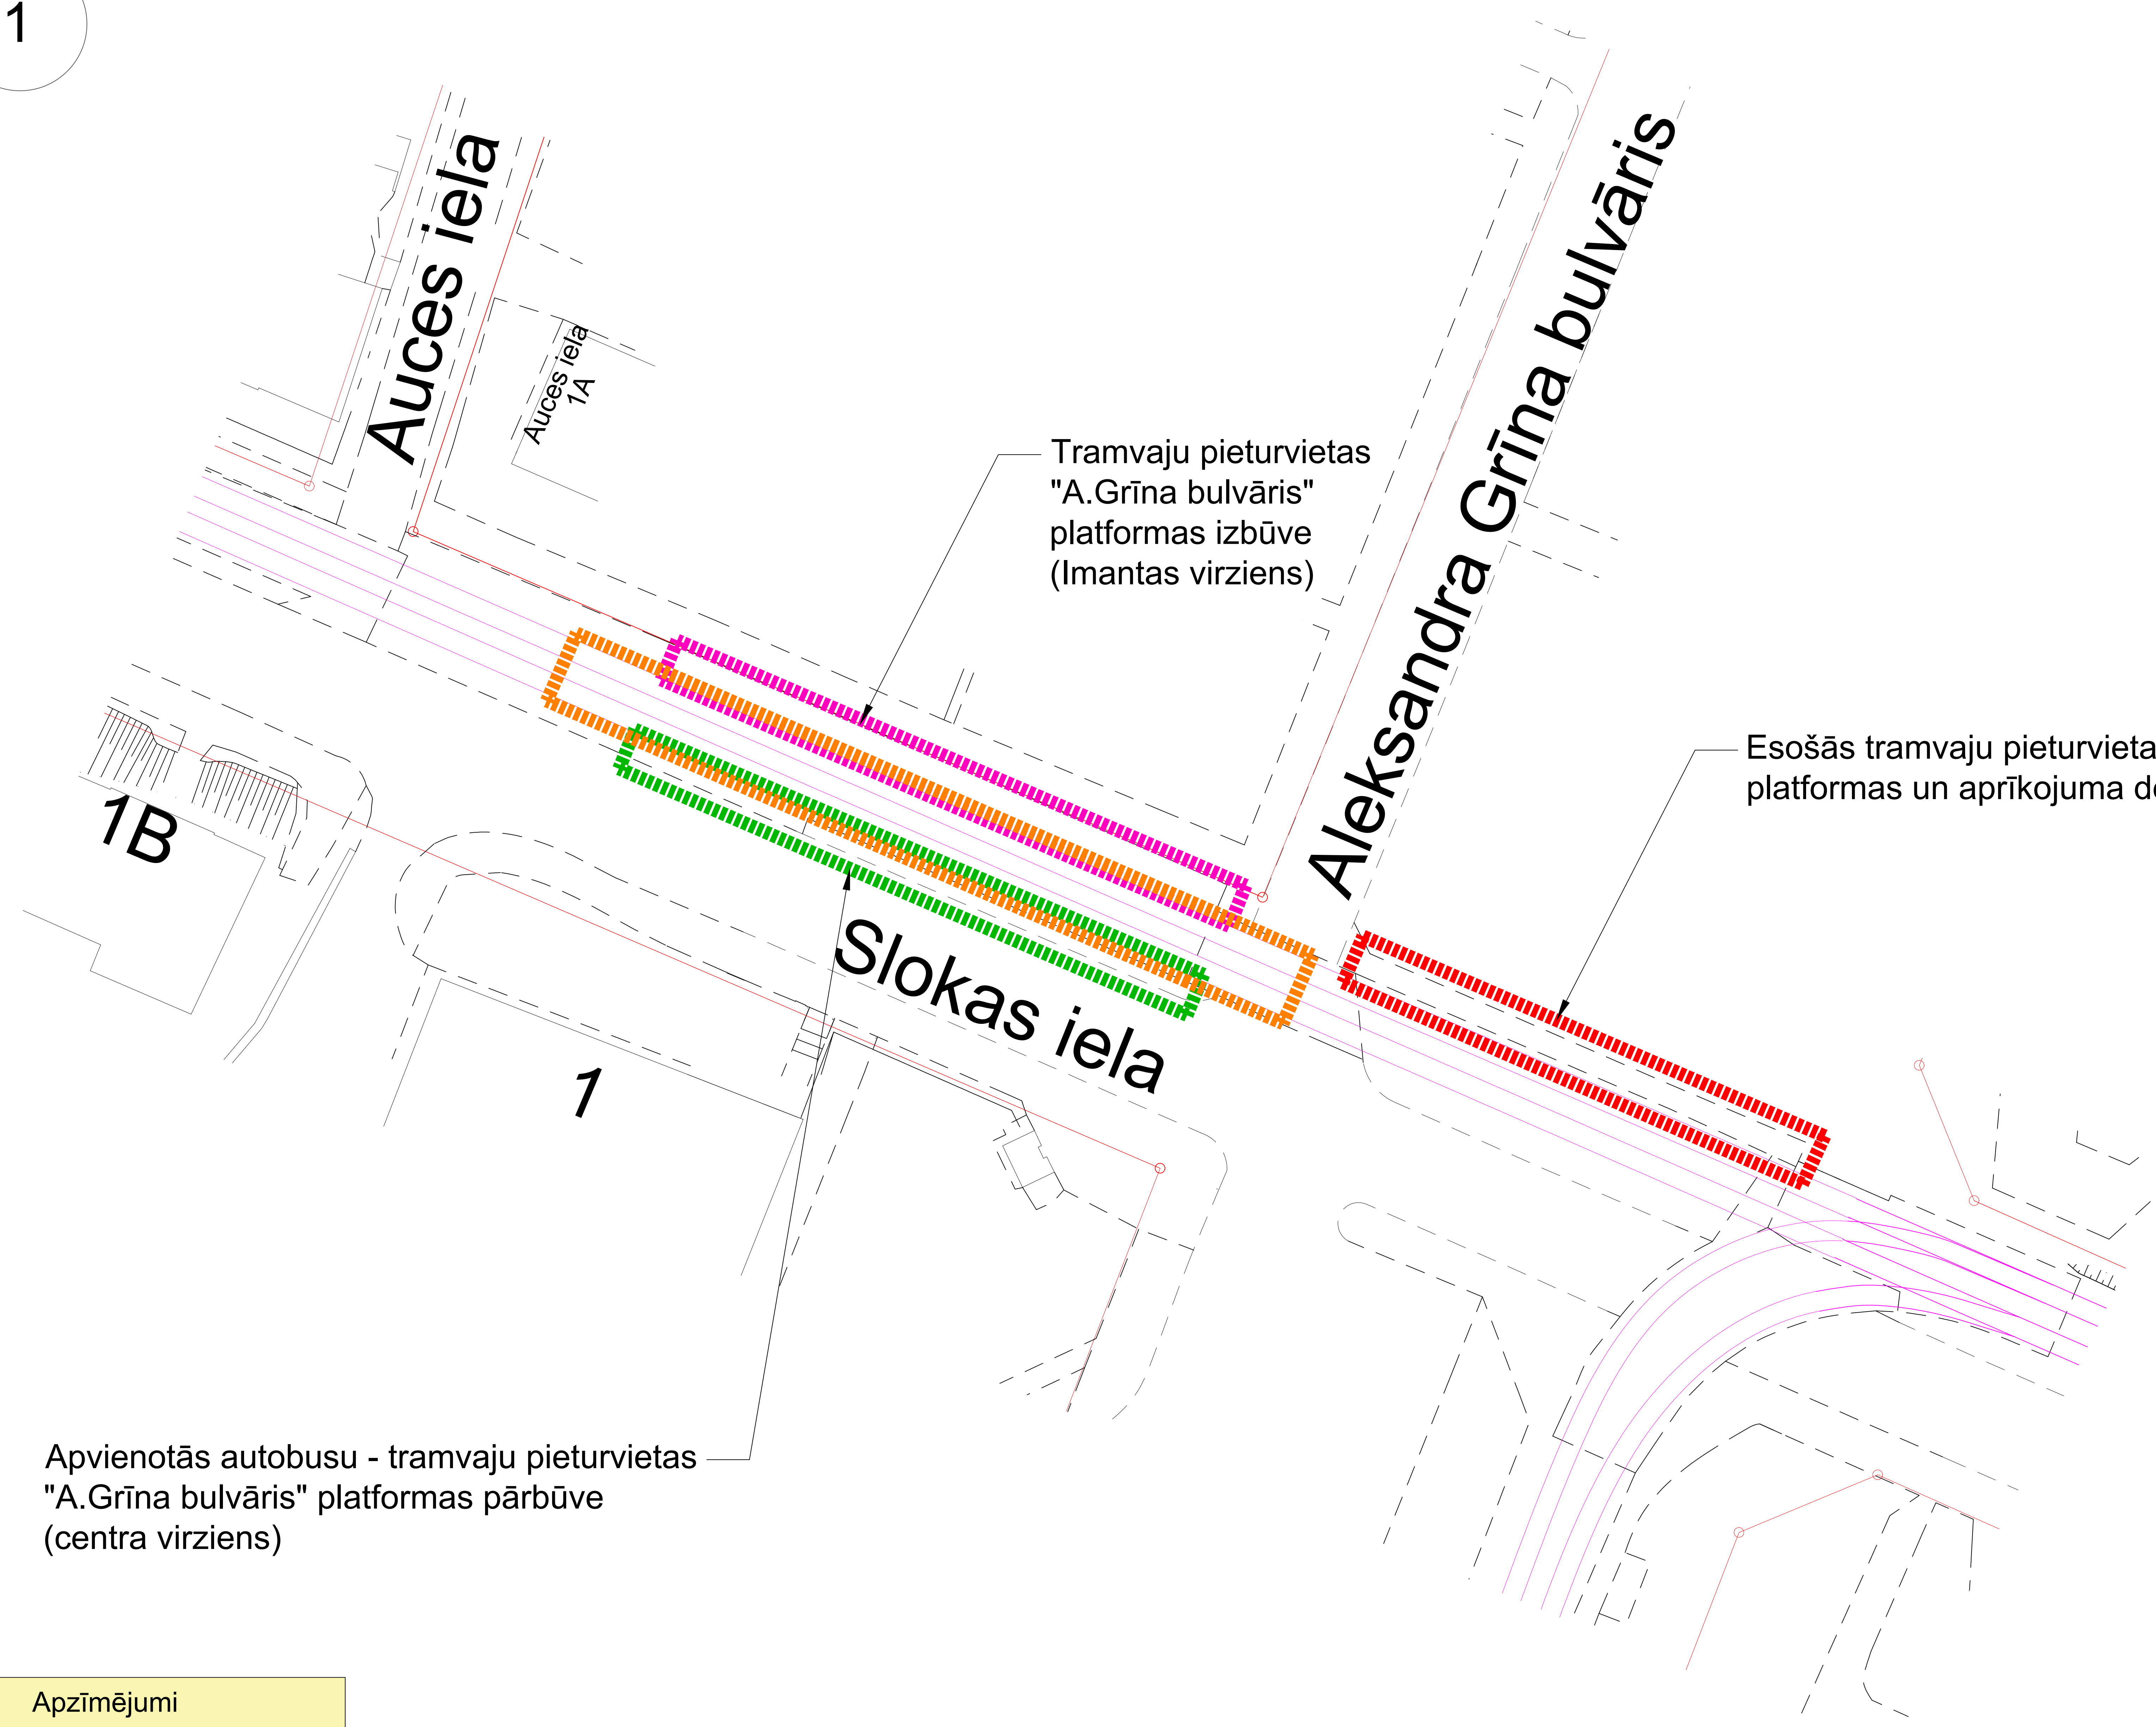 1
Auces iela
Auces iela
1A
Tramvaju pieturvietas
"A.Grīna bulvāris"
platformas izbūve
(Imantas virziens)
Aleksandra Grīna bulvāris
Esošās tramvaju
platformas un aprīkojuma
1B
Slokas iela
1
Apvienotās autobusu - tramvaju pieturvietas
"A.Grīna bulvāris" platformas pārbūve
(centra virziens)
Apzīmējumi